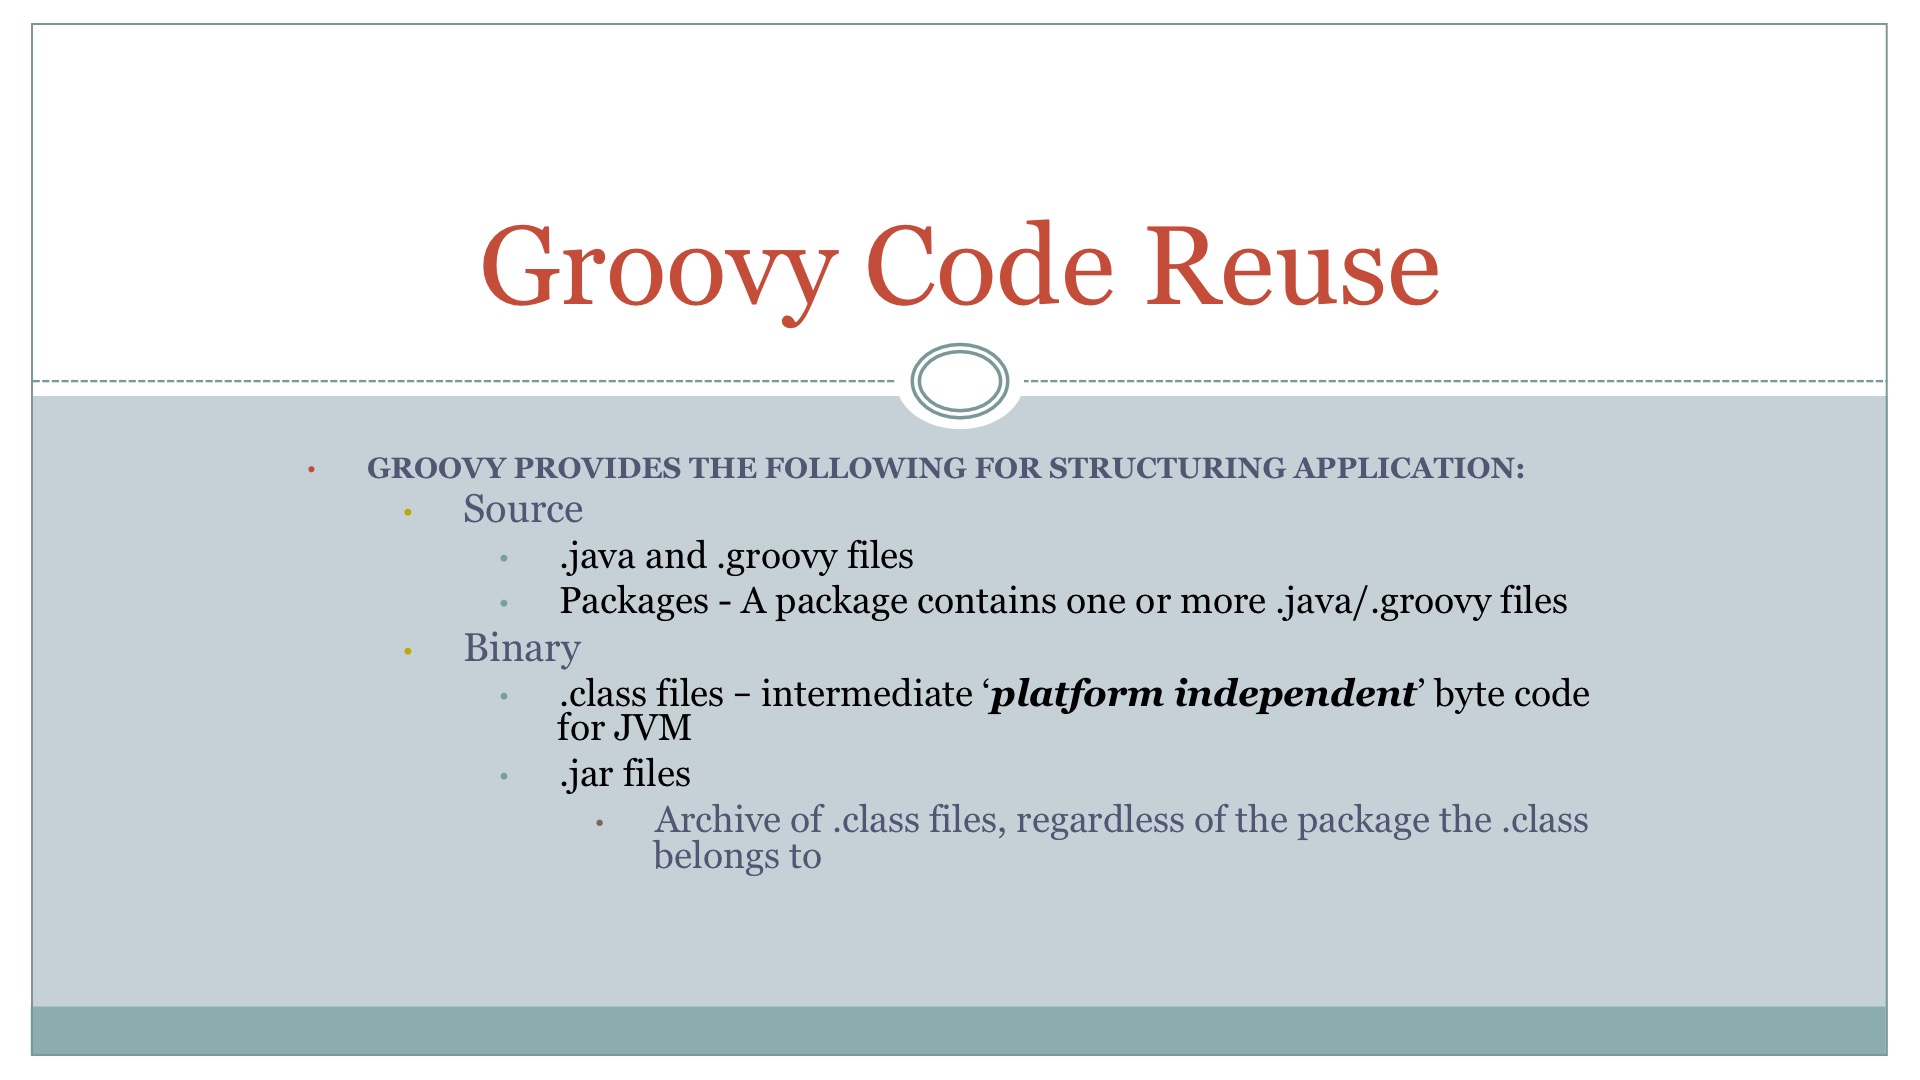 Groovy Code Reuse
• GROOVY PROVIDES THE FOLLOWING FOR STRUCTURING APPLICATION:
• Source
• .java and .groovy files
• Packages - A package contains one or more .java/.groovy files
• Binary
• .class files – intermediate ‘platform independent’ byte code
for JVM
• .jar files
• Archive of .class files, regardless of the package the .class
belongs to